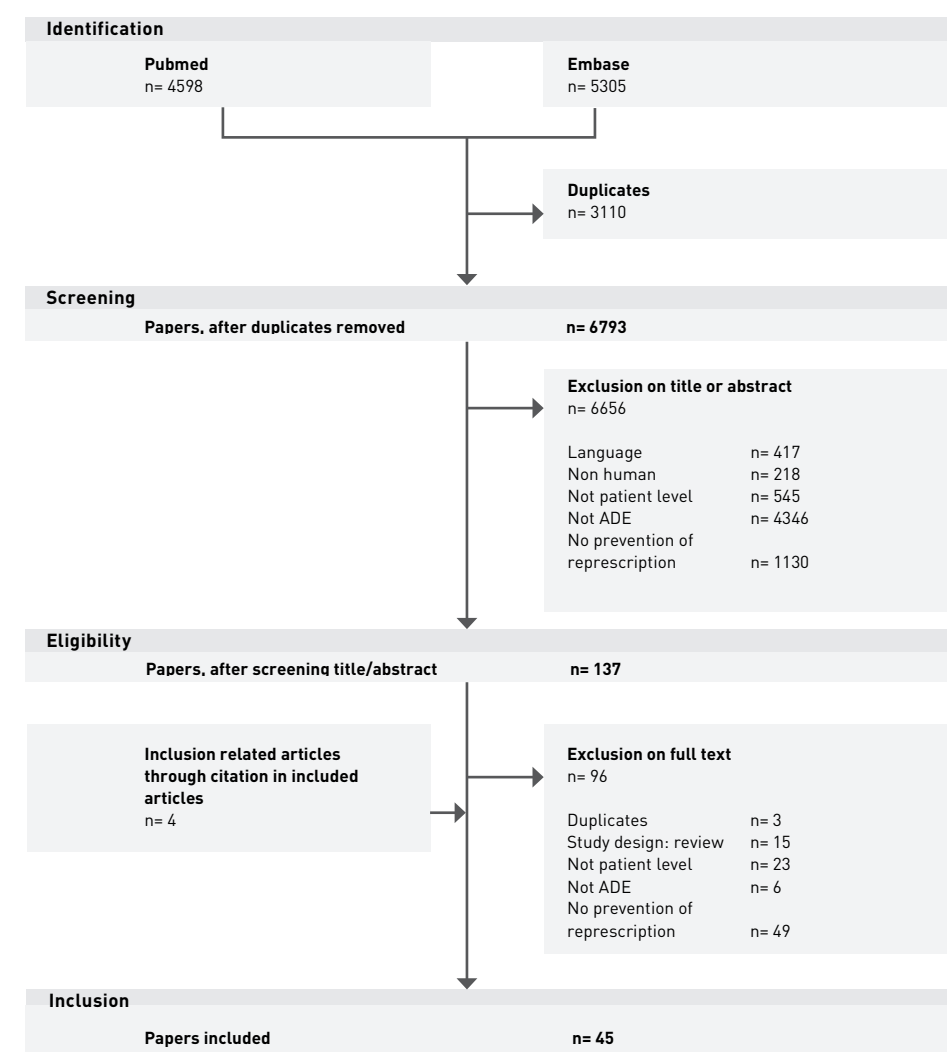 Identification
Pubmed
n= 4598
Embase
n= 5305
Duplicates
n= 3110
Screening
Papers, after duplicates removed n= 6793
Exclusion on title or abstract
n= 6656
Language n= 417
Non human n= 218
Not patient level n= 545
Not ADE n= 4346
No prevention of
represcription n= 1130
Eligibility
Papers, after screening title/abstract n= 137
Inclusion related articles
through citation in included
articles
n= 4
Exclusion on full text
n= 96
Duplicates n= 3
Study design: review n= 15
Not patient level n= 23
Not ADE n= 6
No prevention of
represcription n= 49
Inclusion
Papers included n= 45